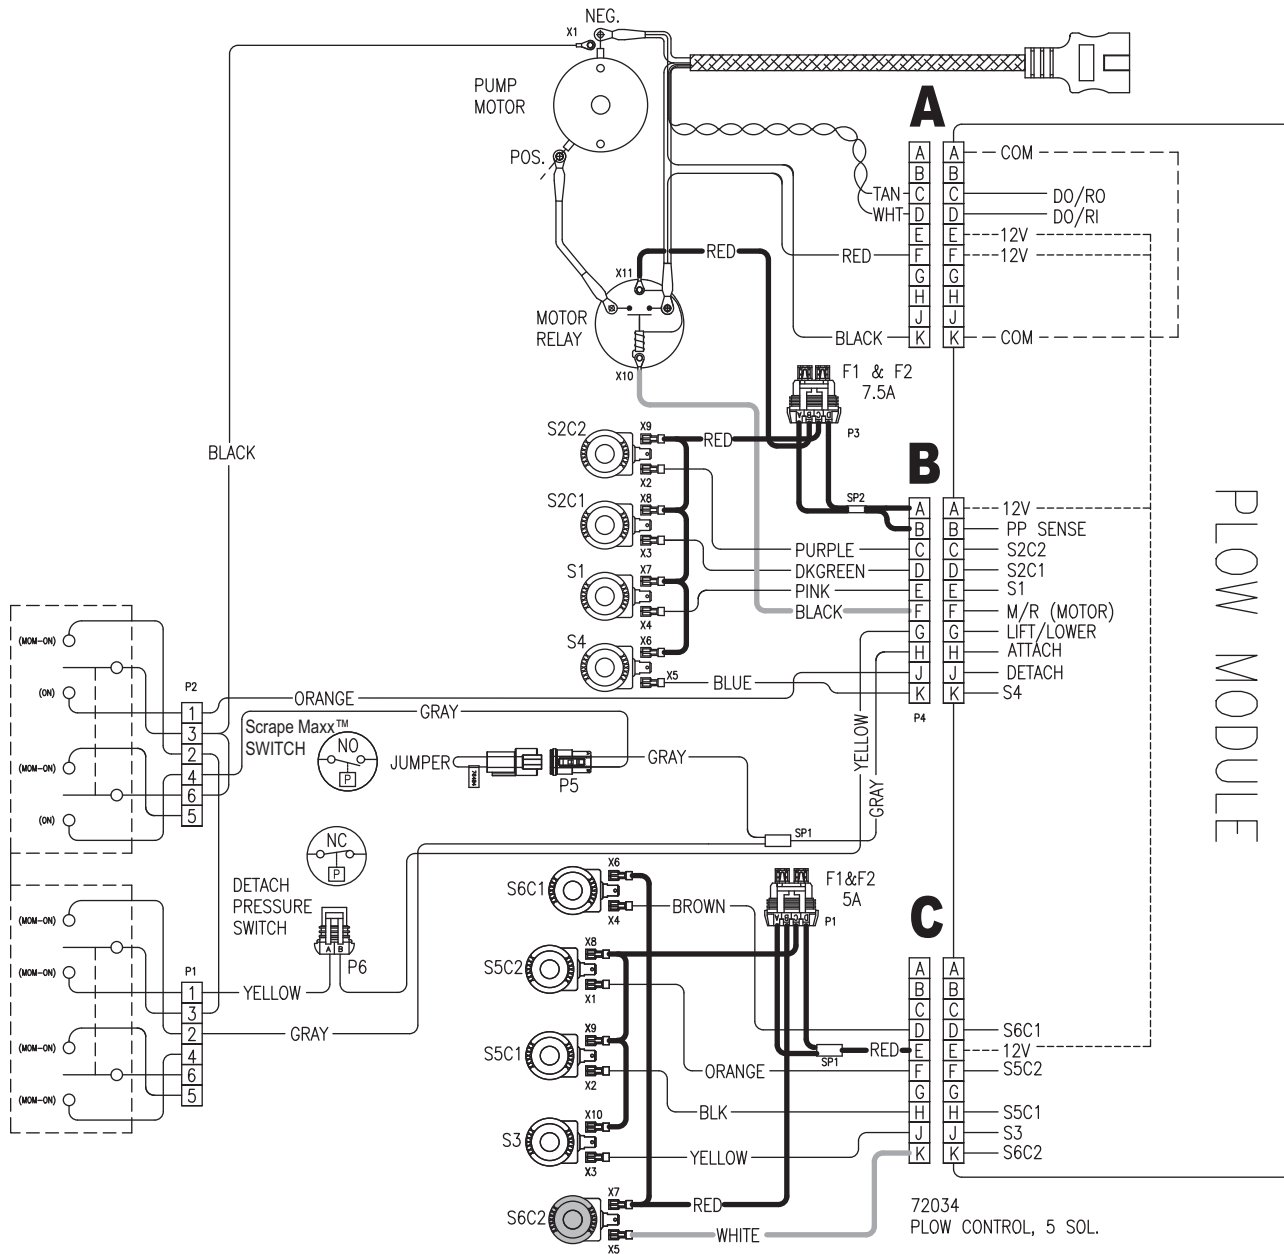 NEG.
X1
PUMP
MOTOR
POS.
A
A
B
C
D
E
F
G
H
J
K
A
B
C
D
E
F
G
H
J
K
COM
TAN
WHT
DO/RO
DO/RI
12V
12V
RED
RED
X11
MOTOR
RELAY
BLACK
COM
X10
F1 & F2
7.5A
A B C D
P3
BLACK
S2C2
X9
RED
X2
S2C1
X8
X3
S1
X7
X4
S4
X6
X5
B
SP2
A
B
C
D
E
F
G
H
J
K
A
B
C
D
E
F
G
H
J
K
12V
PP SENSE
PURPLE
S2C2
DKGREEN
S2C1
PINK
S1
BLACK
M/R (MOTOR)
LIFT/LOWER
ATTACH
DETACH
BLUE
S4
P4
PLOW MODULE
(MOM-ON)
(ON)
(MOM-ON)
(ON)
P2
1
3
2
4
6
5
ORANGE
GRAY
Scrape Maxx™
SWITCH
NO
P
JUMPER
P5
GRAY
YELLOW
GRAY
SP1
NC
P
DETACH
PRESSURE
SWITCH
A B
P6
(MOM-ON)
(MOM-ON)
(MOM-ON)
(MOM-ON)
P1
1
3
2
4
6
5
YELLOW
GRAY
S6C1
X6
X4
BROWN
F1&F2
5A
A B C D
P1
S5C2
X8
X1
S5C1
X9
X2
S3
X10
X3
S6C2
X7
X5
C
A
B
C
D
E
F
G
H
J
K
A
B
C
D
E
F
G
H
J
K
S6C1
SP1
RED
12V
ORANGE
S5C2
BLK
S5C1
S3
YELLOW
S6C2
RED
WHITE
72034
PLOW CONTROL, 5 SOL.